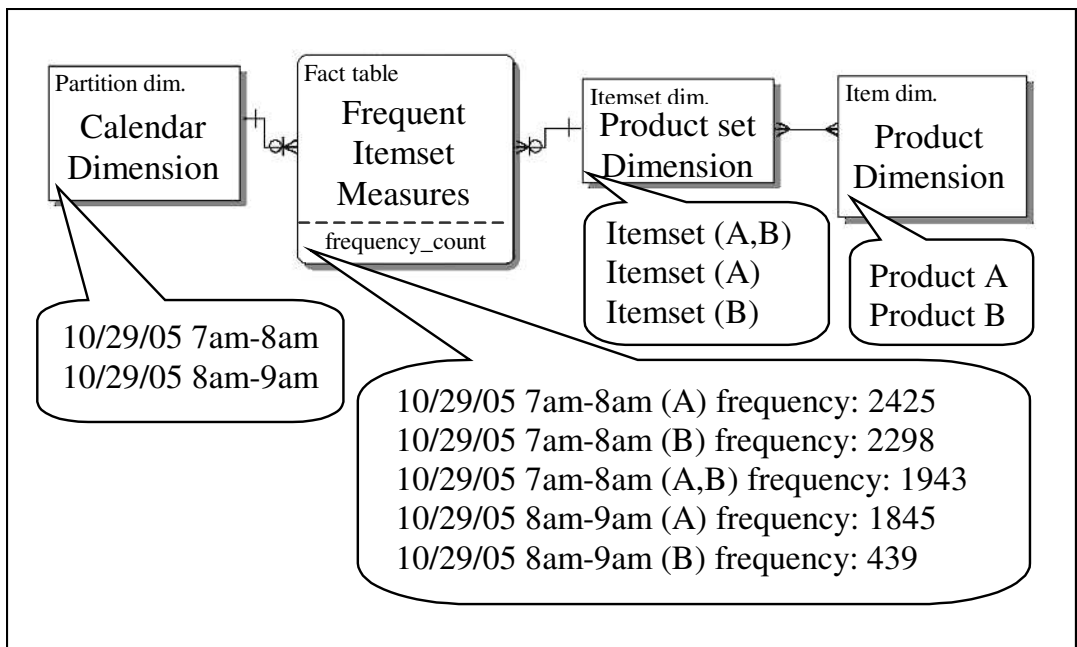 Partition dim.
Calendar
Dimension
Fact table
Frequent
Itemset
Measures
frequency_count
Itemset dim.
Product set
Dimension
Item dim.
Product
Dimension
10/29/05 7am-8am
10/29/05 8am-9am
Itemset (A,B)
Itemset (A)
Itemset (B)
Product A
Product B
10/29/05 7am-8am (A) frequency: 2425
10/29/05 7am-8am (B) frequency: 2298
10/29/05 7am-8am (A,B) frequency: 1943
10/29/05 8am-9am (A) frequency: 1845
10/29/05 8am-9am (B) frequency: 439